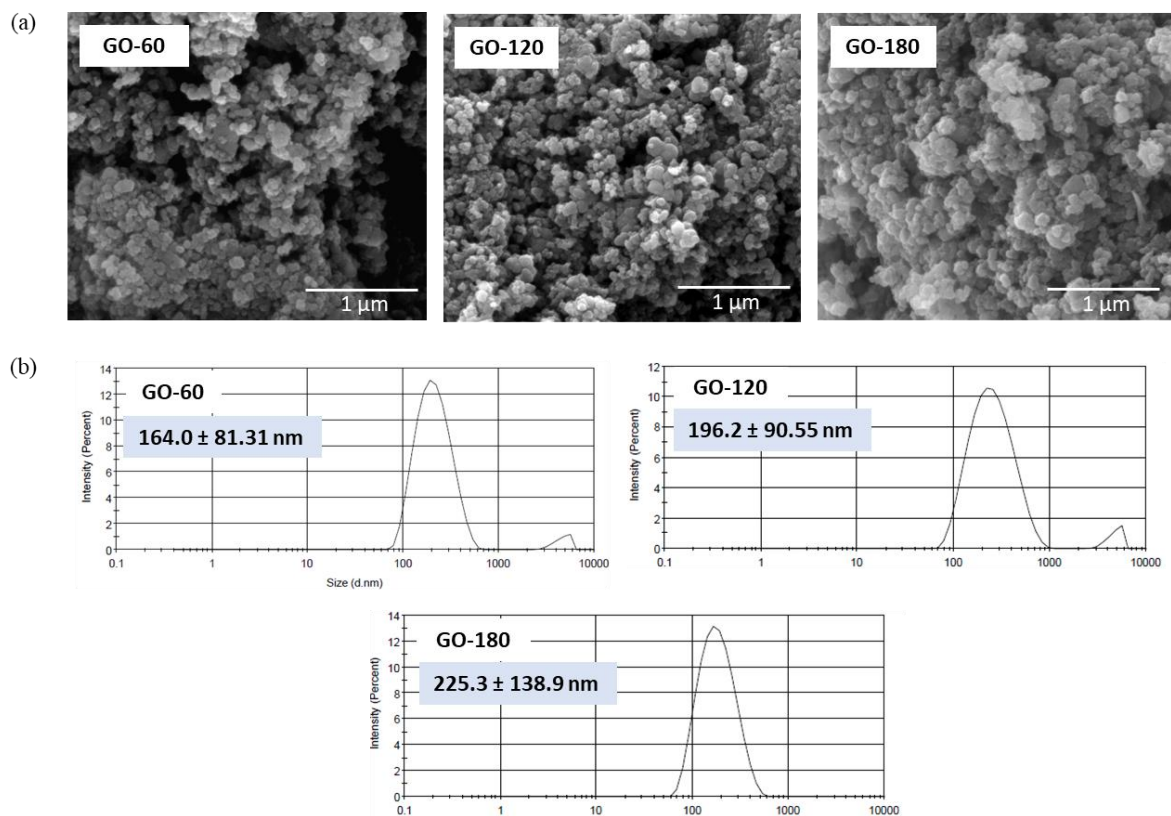 (a)
GO-60
GO-120
GO-180
1 µm
1 µm
1 µm
(b)
14
12
10
8
6
4
2
0
Intensity (Percent)
GO-60
164.0 ± 81.31 nm
0.1
1
10
100
1000
10000
Size (d.nm)
12
10
8
6
4
2
0
Intensity (Percent)
GO-120
196.2 ± 90.55 nm
0.1
1
10
100
1000
10000
14
12
10
8
6
4
2
0
Intensity (Percent)
GO-180
225.3 ± 138.9 nm
0.1
1
10
100
1000
10000